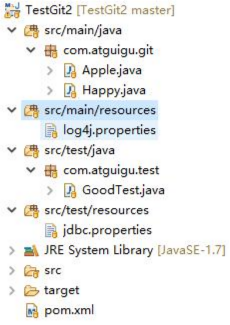 TestGit2 [TestGit2 master]
src/main/java
com.atguigu.git
Apple.java
Happy.java
src/main/resources
log4j.properties
src/test/java
com.atguigu.test
GoodTest.java
src/test/resources
jdbc.properties
JRE System Library [JavaSE-1.7]
src
target
pom.xml